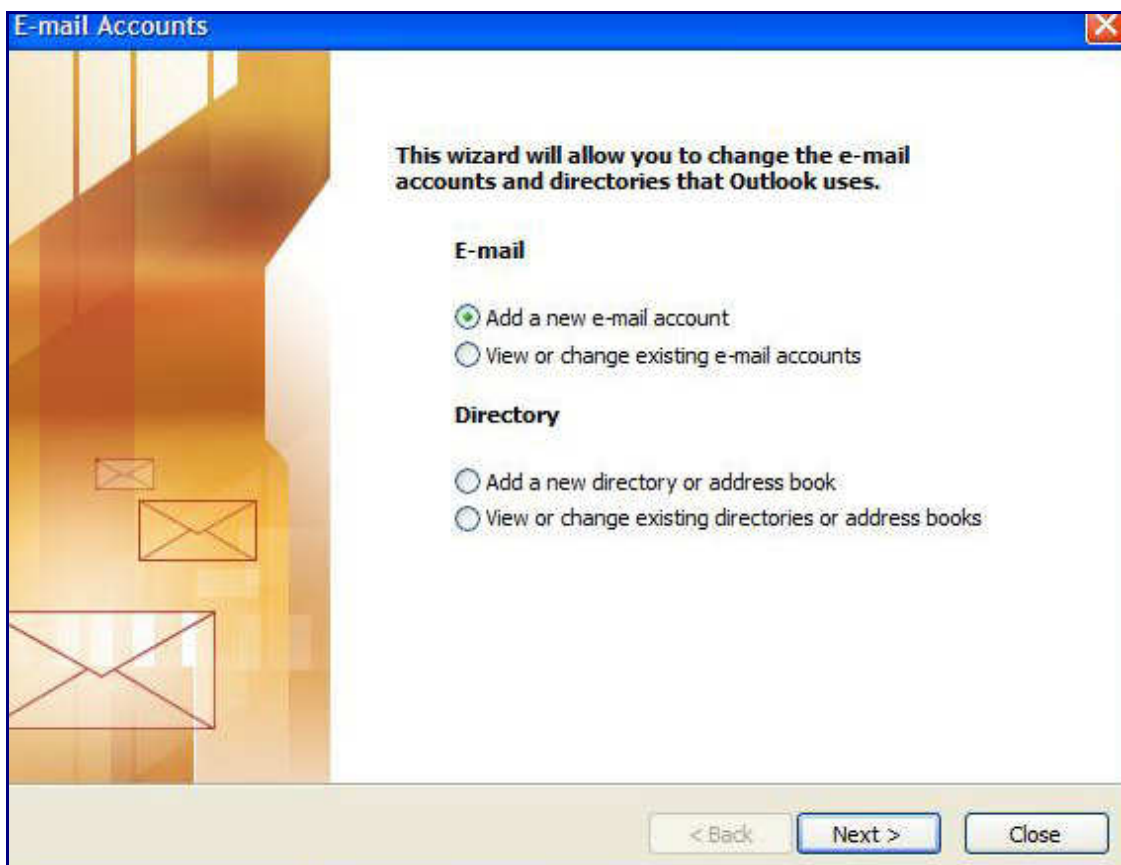 E-mail Accounts
This wizard will allow you to change the e-mail
accounts and directories that Outlook uses.
E-mail
Add a new e-mail account
View or change existing e-mail accounts
Directory
Add a new directory or address book
View or change existing directories or address books
< Back
Next >
Close